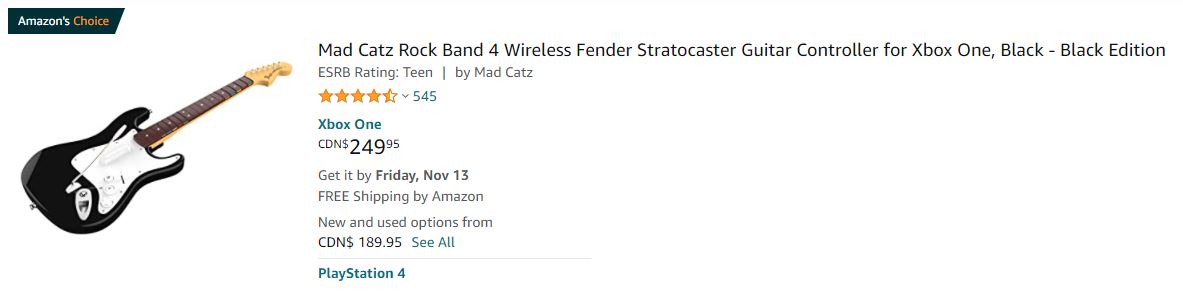 Amazon's Choice
Mad Catz Rock Band 4 Wireless Fender Stratocaster Guitar Controller for Xbox One, Black - Black Edition
ESRB Rating: Teen | by Mad Catz
545
Xbox One
CDN$24995
Get it by Friday, Nov 13
FREE Shipping by Amazon
New and used options from
CDN$ 189.95 See All
PlayStation 4